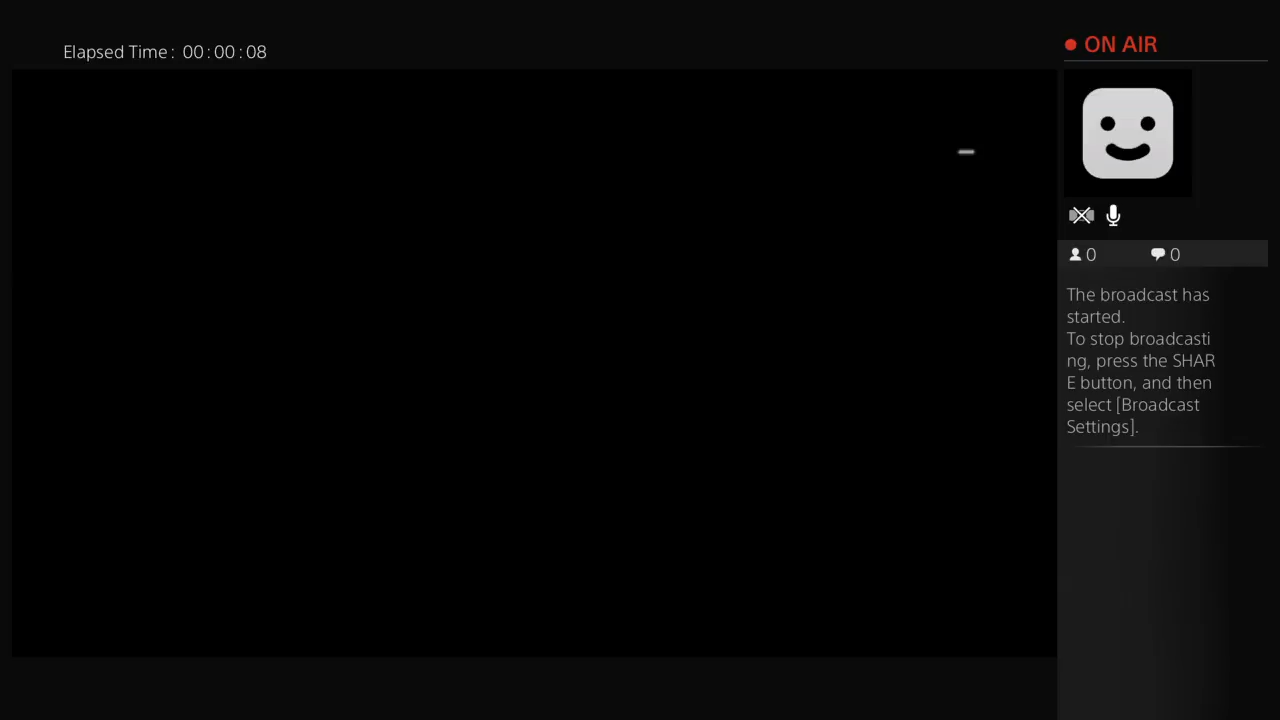 Elapsed Time: 00:00:08
ON AIR
0 0
The broadcast has
started.
To stop broadcasti
ng, press the SHAR
E button, and then
select [Broadcast
Settings].